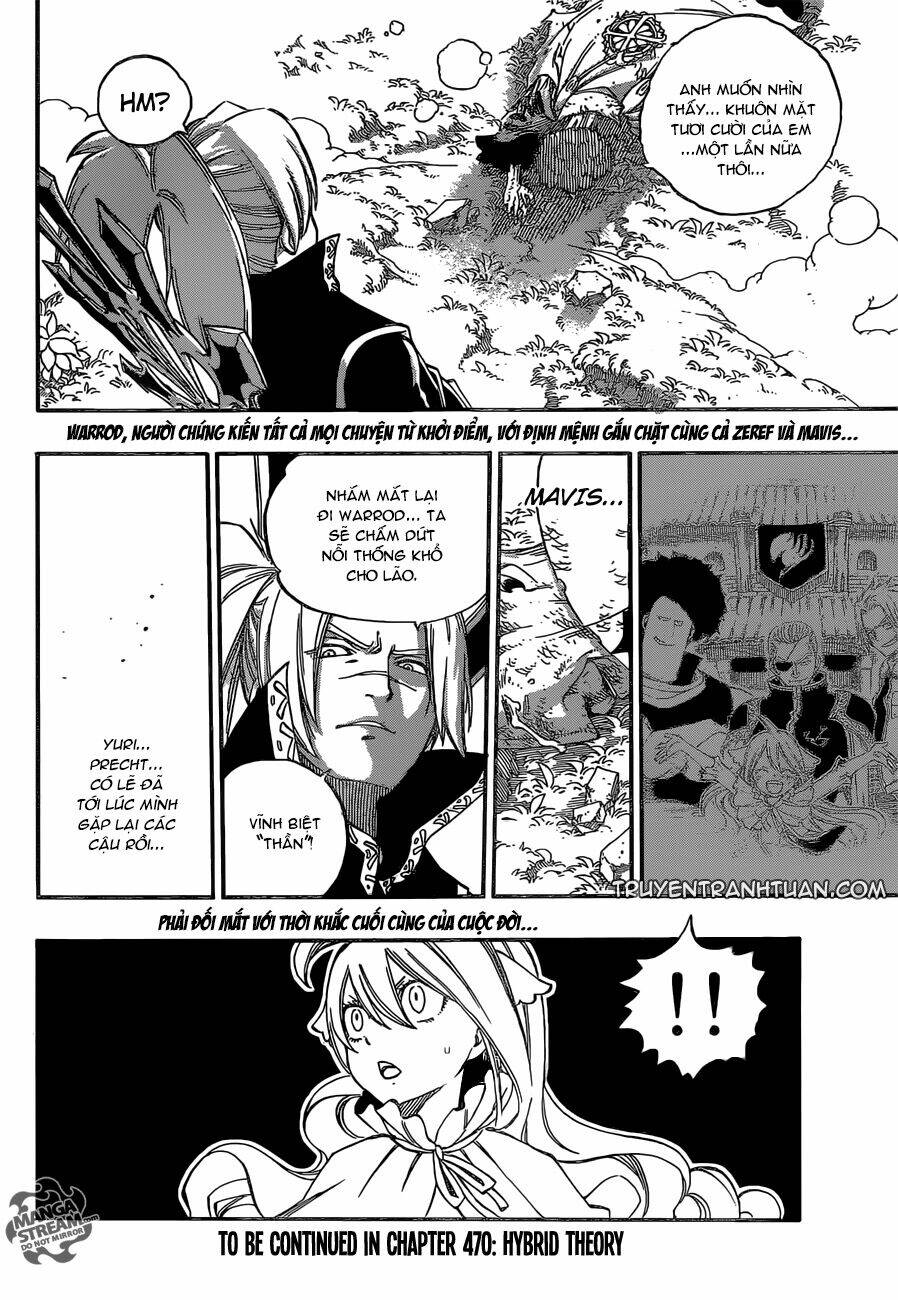 ANH MUỐN NHÌN
THẤY... KHUÔN MẶT
TƯƠI CƯỜI CỦA EM
...MỘT LẦN NỮA
THÔI...
HM?
WARROD, NGƯỜI CHỨNG KIẾN TẤT CẢ MỌI CHUYỆN TỪ KHỞI ĐIỂM, VỚI ĐỊNH MỆNH GẮN CHẶT CÙNG CẢ ZEREF VÀ MAVIS...
MAVIS...
NHẮM MẮT LẠI
ĐI WARROD... TA
SẼ CHẤM DỨT
NỖI THỐNG KHỔ
CHO LÃO.
VĨNH BIỆT
"THẦN"!
YURI...
PRECHT...
CÓ LẼ ĐÃ
TỚI LÚC MÌNH
GẶP LẠI CÁC
CẬU RỒI...
TRUYENTRANHTUAN.COM
PHẢI ĐỐI MẮT VỚI THỜI KHẮC CUỐI CÙNG CỦA CUỘC ĐỜI...
!!
MANGA
STREAM.com
DO NOT MIRROR!
TO BE CONTINUED IN CHAPTER 470: HYBRID THEORY